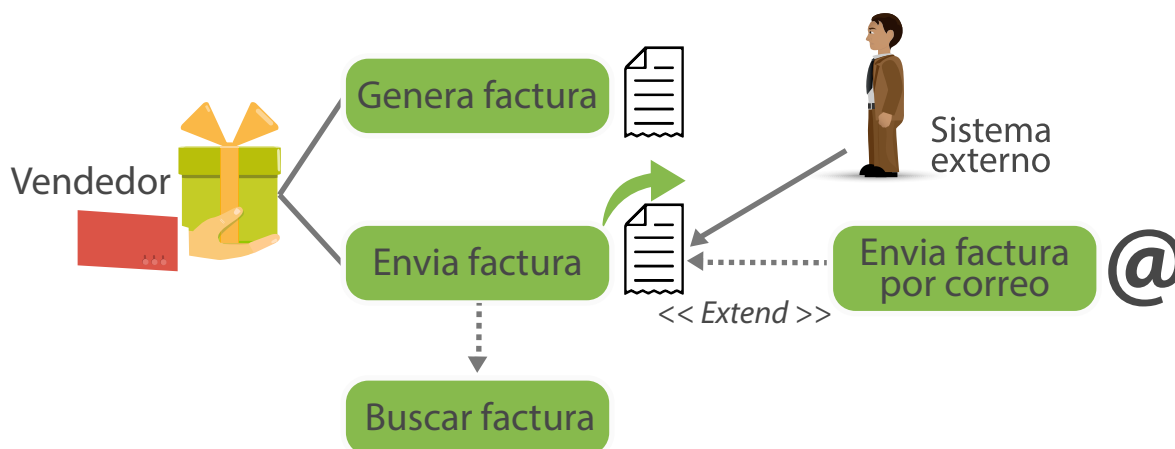 Genera factura
Vendedor
Sistema
externo
Envia factura
Envia factura
por correo
@
<< Extend >>
Buscar factura